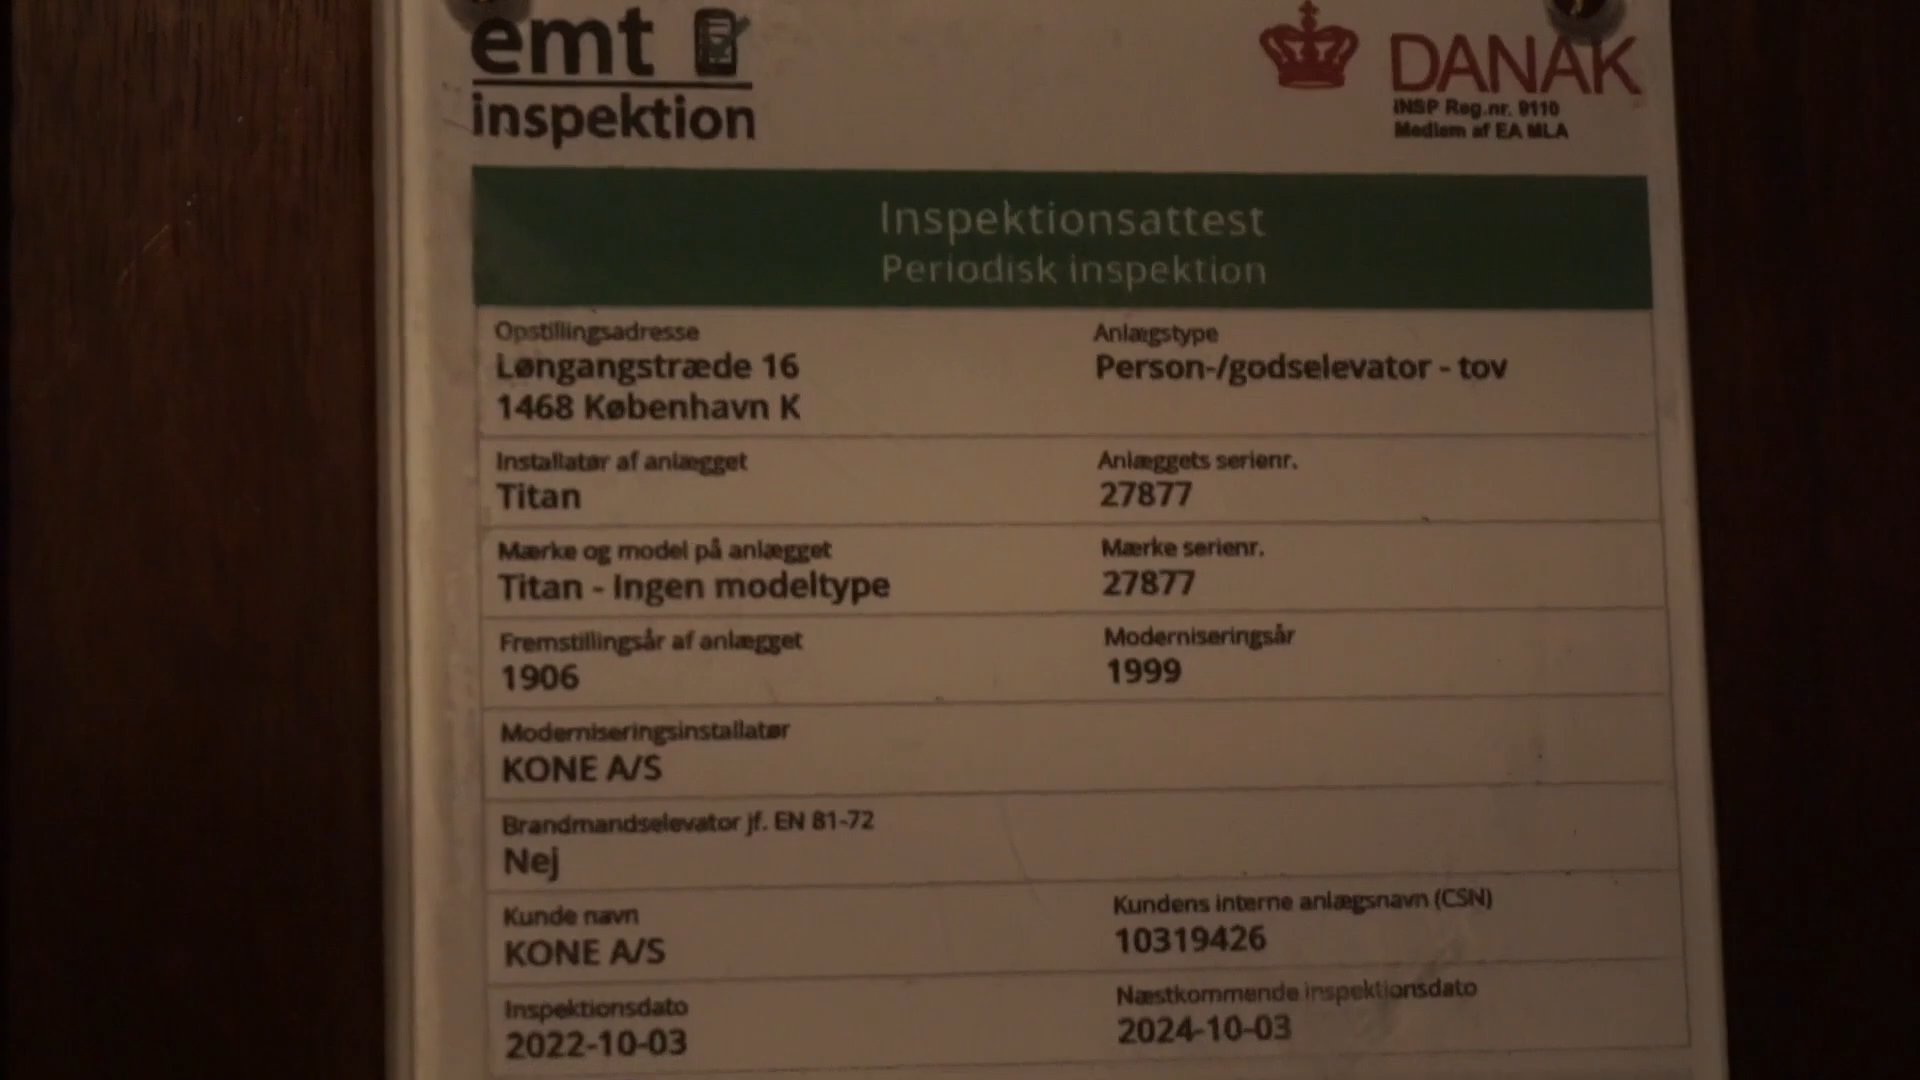 emt
inspektion
DANAK
INSP Reg.nr. 9110
Medlem af EA MLA
Inspektionsattest
Periodisk inspektion
Opstillingsadresse
Løngangstræde 16
1468 København K
Anlægstype
Person-/godselevator - tov
Installatør af anlægget
Titan
Anlæggets serienr.
27877
Mærke og model på anlægget
Titan - Ingen modeltype
Mærke serienr.
27877
Fremstillingsår af anlægget
1906
Moderniseringsår
1999
Moderniseringsinstallatør
KONE A/S
Brandmandselevator jf. EN 81-72
Nej
Kunde navn
KONE A/S
Kundens interne anlægsnavn (CSN)
10319426
Inspektionsdato
2022-10-03
Næstkommende inspektionsdato
2024-10-03